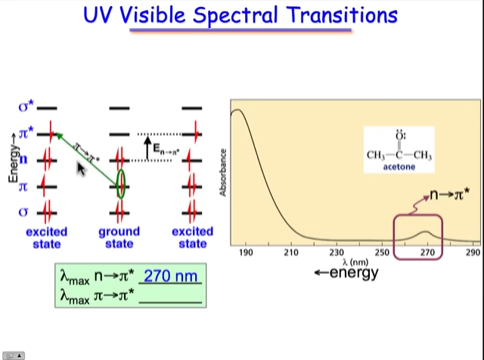 UV Visible Spectral Transitions
σ*
π*
n
π
σ
Energy→
π→π*
E n→π*
excited state
ground state
excited state
λmax n→π* 270 nm
λmax π→π*
Absorbance
:O:
CH₃—C—CH₃
acetone
n→π*
190 210 230 250 270 290
λ (nm)
←energy